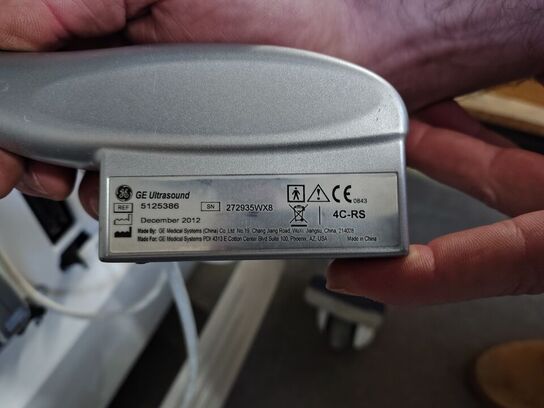 GE Ultrasound
REF 5125386 SN 272935WX8 CE 0843
December 2012 4C-RS
Made By: GE Medical Systems (China) Co., Ltd. No.19, Chang Jiang Road, WuXi, Jiangsu, China, 214028
Made For: GE Medical Systems PDI 4313 E Cotton Center Blvd Suite 100, Phoenix, AZ, USA Made in China